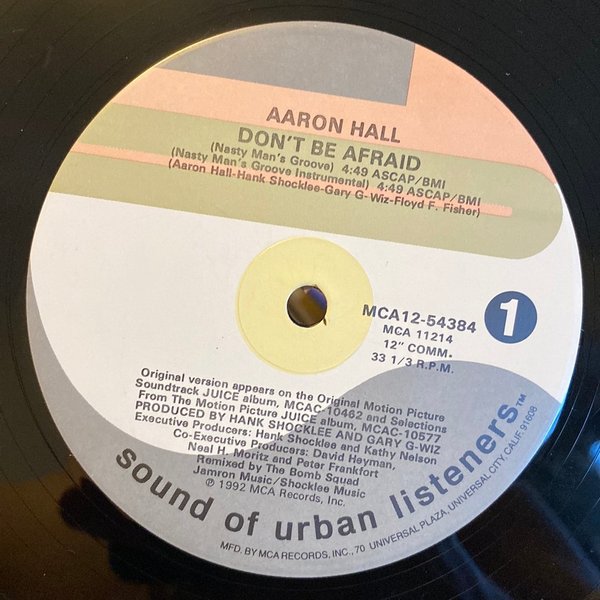 AARON HALL
DON'T BE AFRAID
(Nasty Man's Groove) 4:49 ASCAP/BMI
(Nasty Man's Groove Instrumental) 4:49 ASCAP/BMI
(Aaron Hall-Hank Shocklee-Gary G-Wiz-Floyd F. Fisher)
MCA12-54384
MCA 11214
12" COMM.
33 1/3 R.P.M.
1
Original version appears on the Original Motion Picture
Soundtrack JUICE album, MCAC-10462 and Selections
From The Motion Picture JUICE album, MCAC-10577
PRODUCED BY HANK SHOCKLEE AND GARY G-WIZ
Executive Producers: Hank Shocklee and Kathy Nelson
Co-Executive Producers: David Heyman,
Neal H. Moritz and Peter Frankfort
Remixed by The Bomb Squad
Jamron Music/Shocklee Music
℗ 1992 MCA Records, Inc.
sound of urban listeners™
MFD. BY MCA RECORDS, INC., 70 UNIVERSAL PLAZA, UNIVERSAL CITY, CALIF. 91608